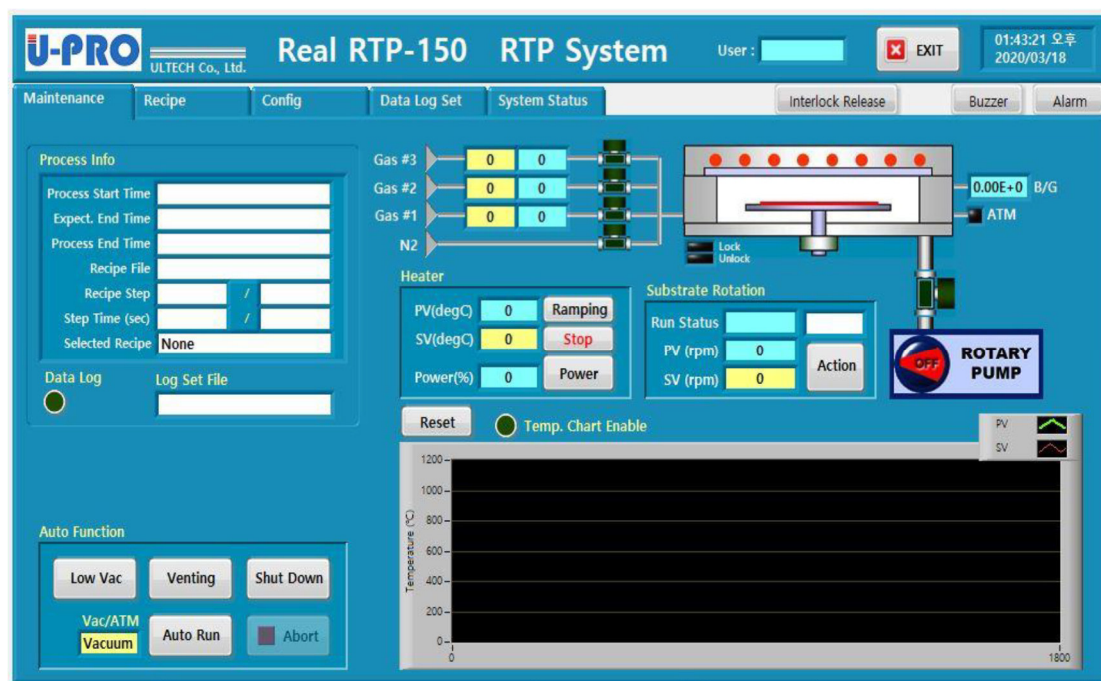 U-PRO
ULTECH Co., Ltd.
Real RTP-150 RTP System
User :
EXIT
01:43:21 오후
2020/03/18
Maintenance
Recipe
Config
Data Log Set
System Status
Interlock Release
Buzzer
Alarm
Process Info
Process Start Time
Expect. End Time
Process End Time
Recipe File
Recipe Step /
Step Time (sec) /
Selected Recipe None
Data Log
Log Set File
Gas #3 0 0
Gas #2 0 0
Gas #1 0 0
N2
Lock
Unlock
0.00E+0 B/G
ATM
Heater
PV(degC) 0 Ramping
SV(degC) 0 Stop
Power(%) 0 Power
Substrate Rotation
Run Status
PV (rpm) 0
SV (rpm) 0
Action
OFF
ROTARY
PUMP
Reset
Temp. Chart Enable
PV
SV
Temperature (℃)
1200
1000
800
600
400
200
0
0
1800
Auto Function
Low Vac
Venting
Shut Down
Vac/ATM
Vacuum
Auto Run
Abort